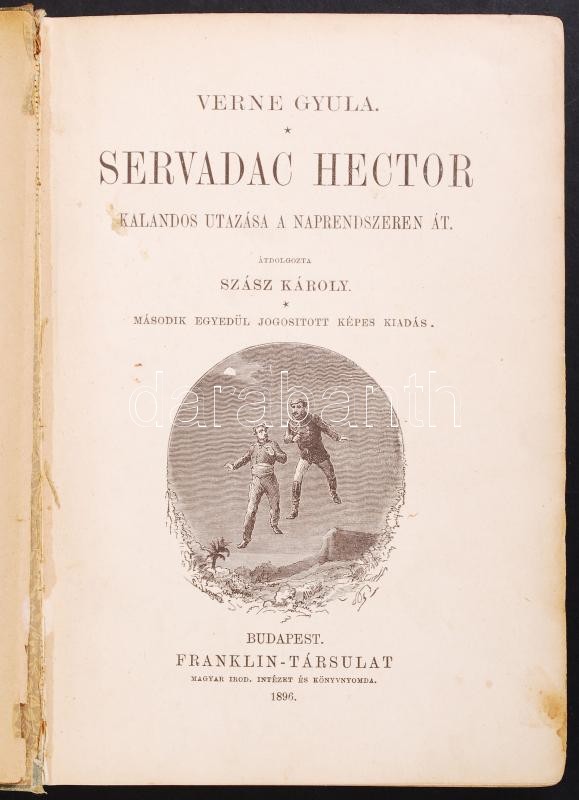 VERNE GYULA.
SERVADAC HECTOR
KALANDOS UTAZÁSA A NAPRENDSZEREN ÁT.
ÁTDOLGOZTA
SZÁSZ KÁROLY.
MÁSODIK EGYEDÜL JOGOSITOTT KÉPES KIADÁS.
darabanth
BUDAPEST.
FRANKLIN-TÁRSULAT
MAGYAR IROD. INTÉZET ÉS KÖNYVNYOMDA.
1896.